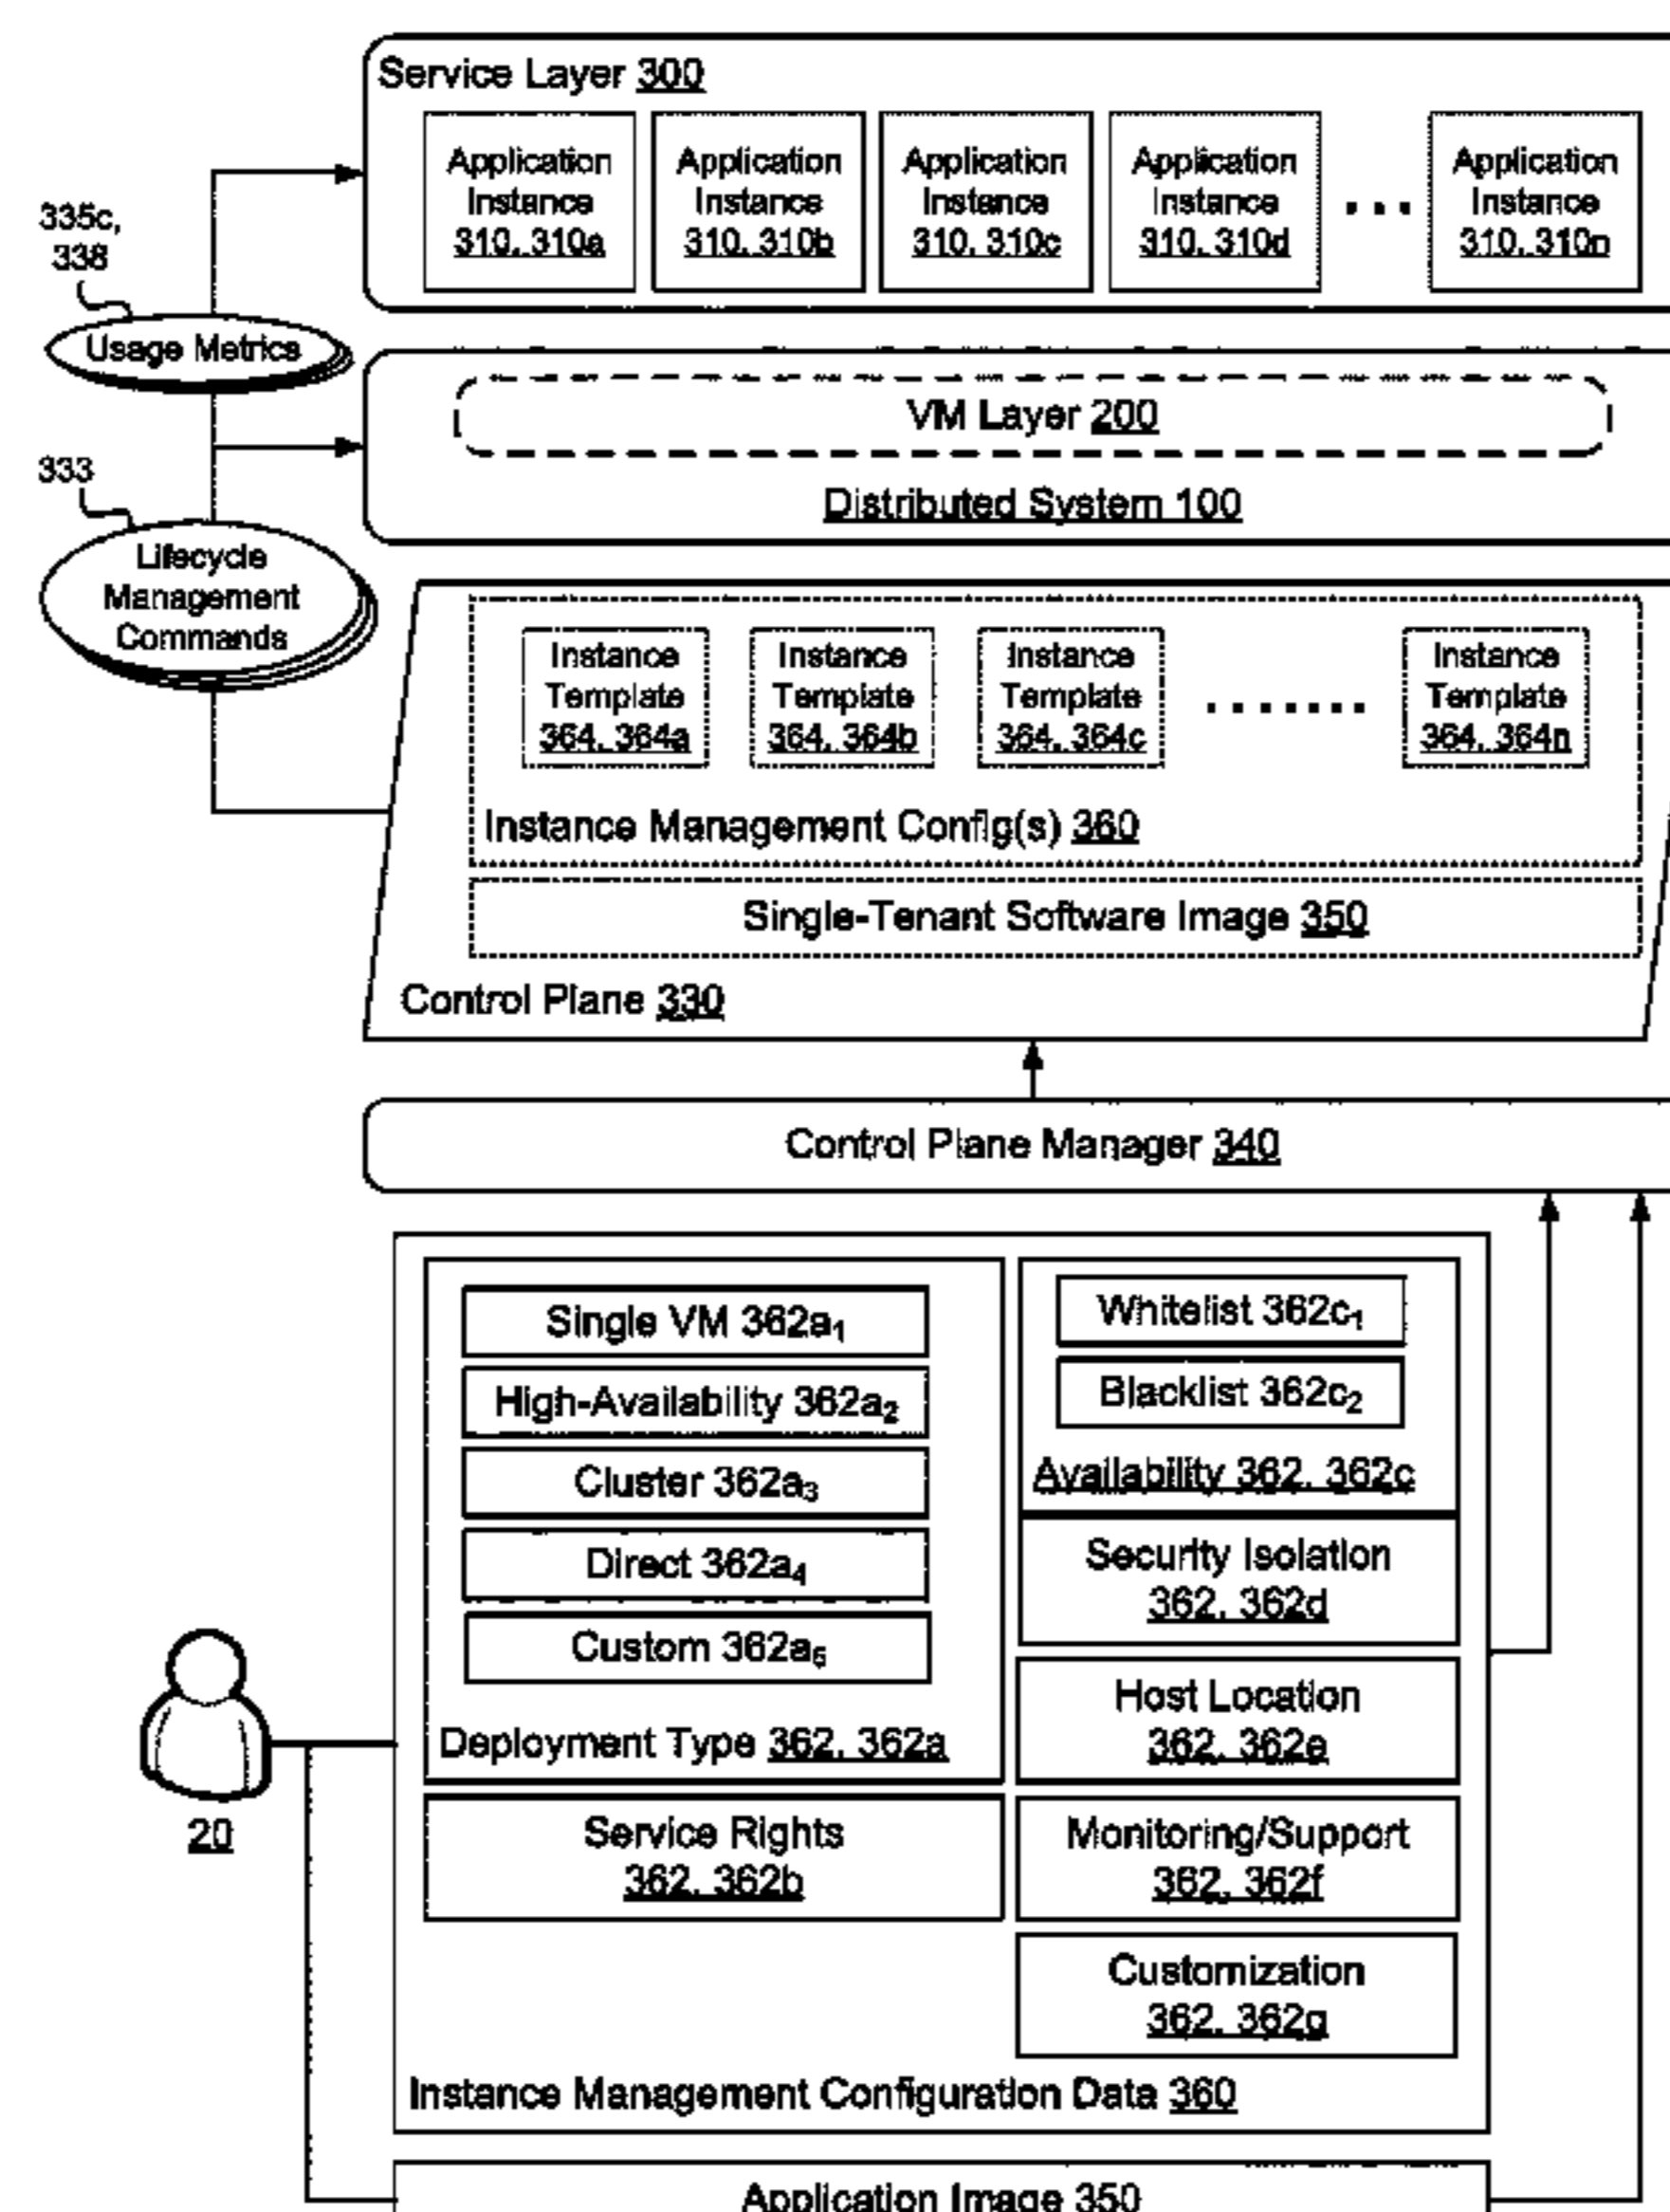 Service Layer 300
Application
Instance
310, 310a
Application
Instance
310, 310b
Application
Instance
310, 310c
Application
Instance
310, 310d
...
Application
Instance
310, 310n
335c,
338
Usage Metrics
VM Layer 200
Distributed System 100
333
Lifecycle
Management
Commands
Instance
Template
364, 364a
Instance
Template
364, 364b
Instance
Template
364, 364c
.......
Instance
Template
364, 364n
Instance Management Config(s) 360
Single-Tenant Software Image 350
Control Plane 330
Control Plane Manager 340
Single VM 362a1
High-Availability 362a2
Cluster 362a3
Direct 362a4
Custom 362a5
Deployment Type 362, 362a
Service Rights
362, 362b
Whitelist 362c1
Blacklist 362c2
Availability 362, 362c
Security Isolation
362, 362d
Host Location
362, 362e
Monitoring/Support
362, 362f
Customization
362, 362g
20
Instance Management Configuration Data 360
Application Image 350